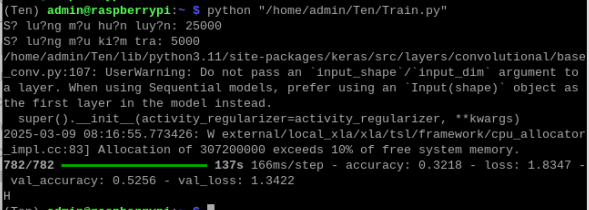 (Ten) admin@raspberrypi:~ $ python "/home/admin/Ten/Train.py"
S? lu?ng m?u hu?n luy?n: 25000
S? lu?ng m?u ki?m tra: 5000
/home/admin/Ten/lib/python3.11/site-packages/keras/src/layers/convolutional/base
_conv.py:107: UserWarning: Do not pass an `input_shape`/`input_dim` argument to
a layer. When using Sequential models, prefer using an `Input(shape)` object as
the first layer in the model instead.
super().__init__(activity_regularizer=activity_regularizer, **kwargs)
2025-03-09 08:16:55.773426: W external/local_xla/xla/tsl/framework/cpu_allocator
_impl.cc:83] Allocation of 307200000 exceeds 10% of free system memory.
782/782 137s 166ms/step - accuracy: 0.3218 - loss: 1.8347 -
val_accuracy: 0.5256 - val_loss: 1.3422
H
(Ten) admin@raspberrypi:~ $